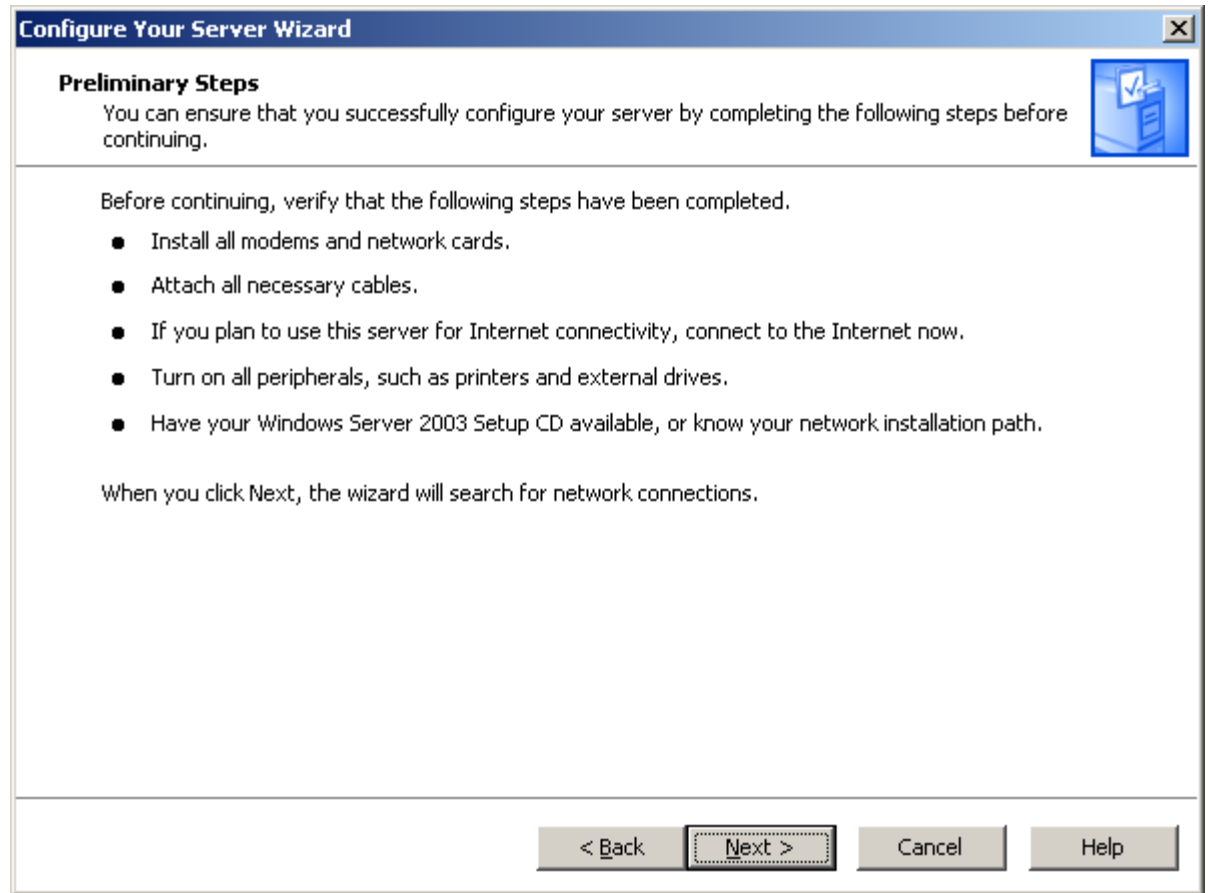 Configure Your Server Wizard
Preliminary Steps
You can ensure that you successfully configure your server by completing the following steps before
continuing.
Before continuing, verify that the following steps have been completed.
● Install all modems and network cards.
● Attach all necessary cables.
● If you plan to use this server for Internet connectivity, connect to the Internet now.
● Turn on all peripherals, such as printers and external drives.
● Have your Windows Server 2003 Setup CD available, or know your network installation path.
When you click Next, the wizard will search for network connections.
< Back Next > Cancel Help